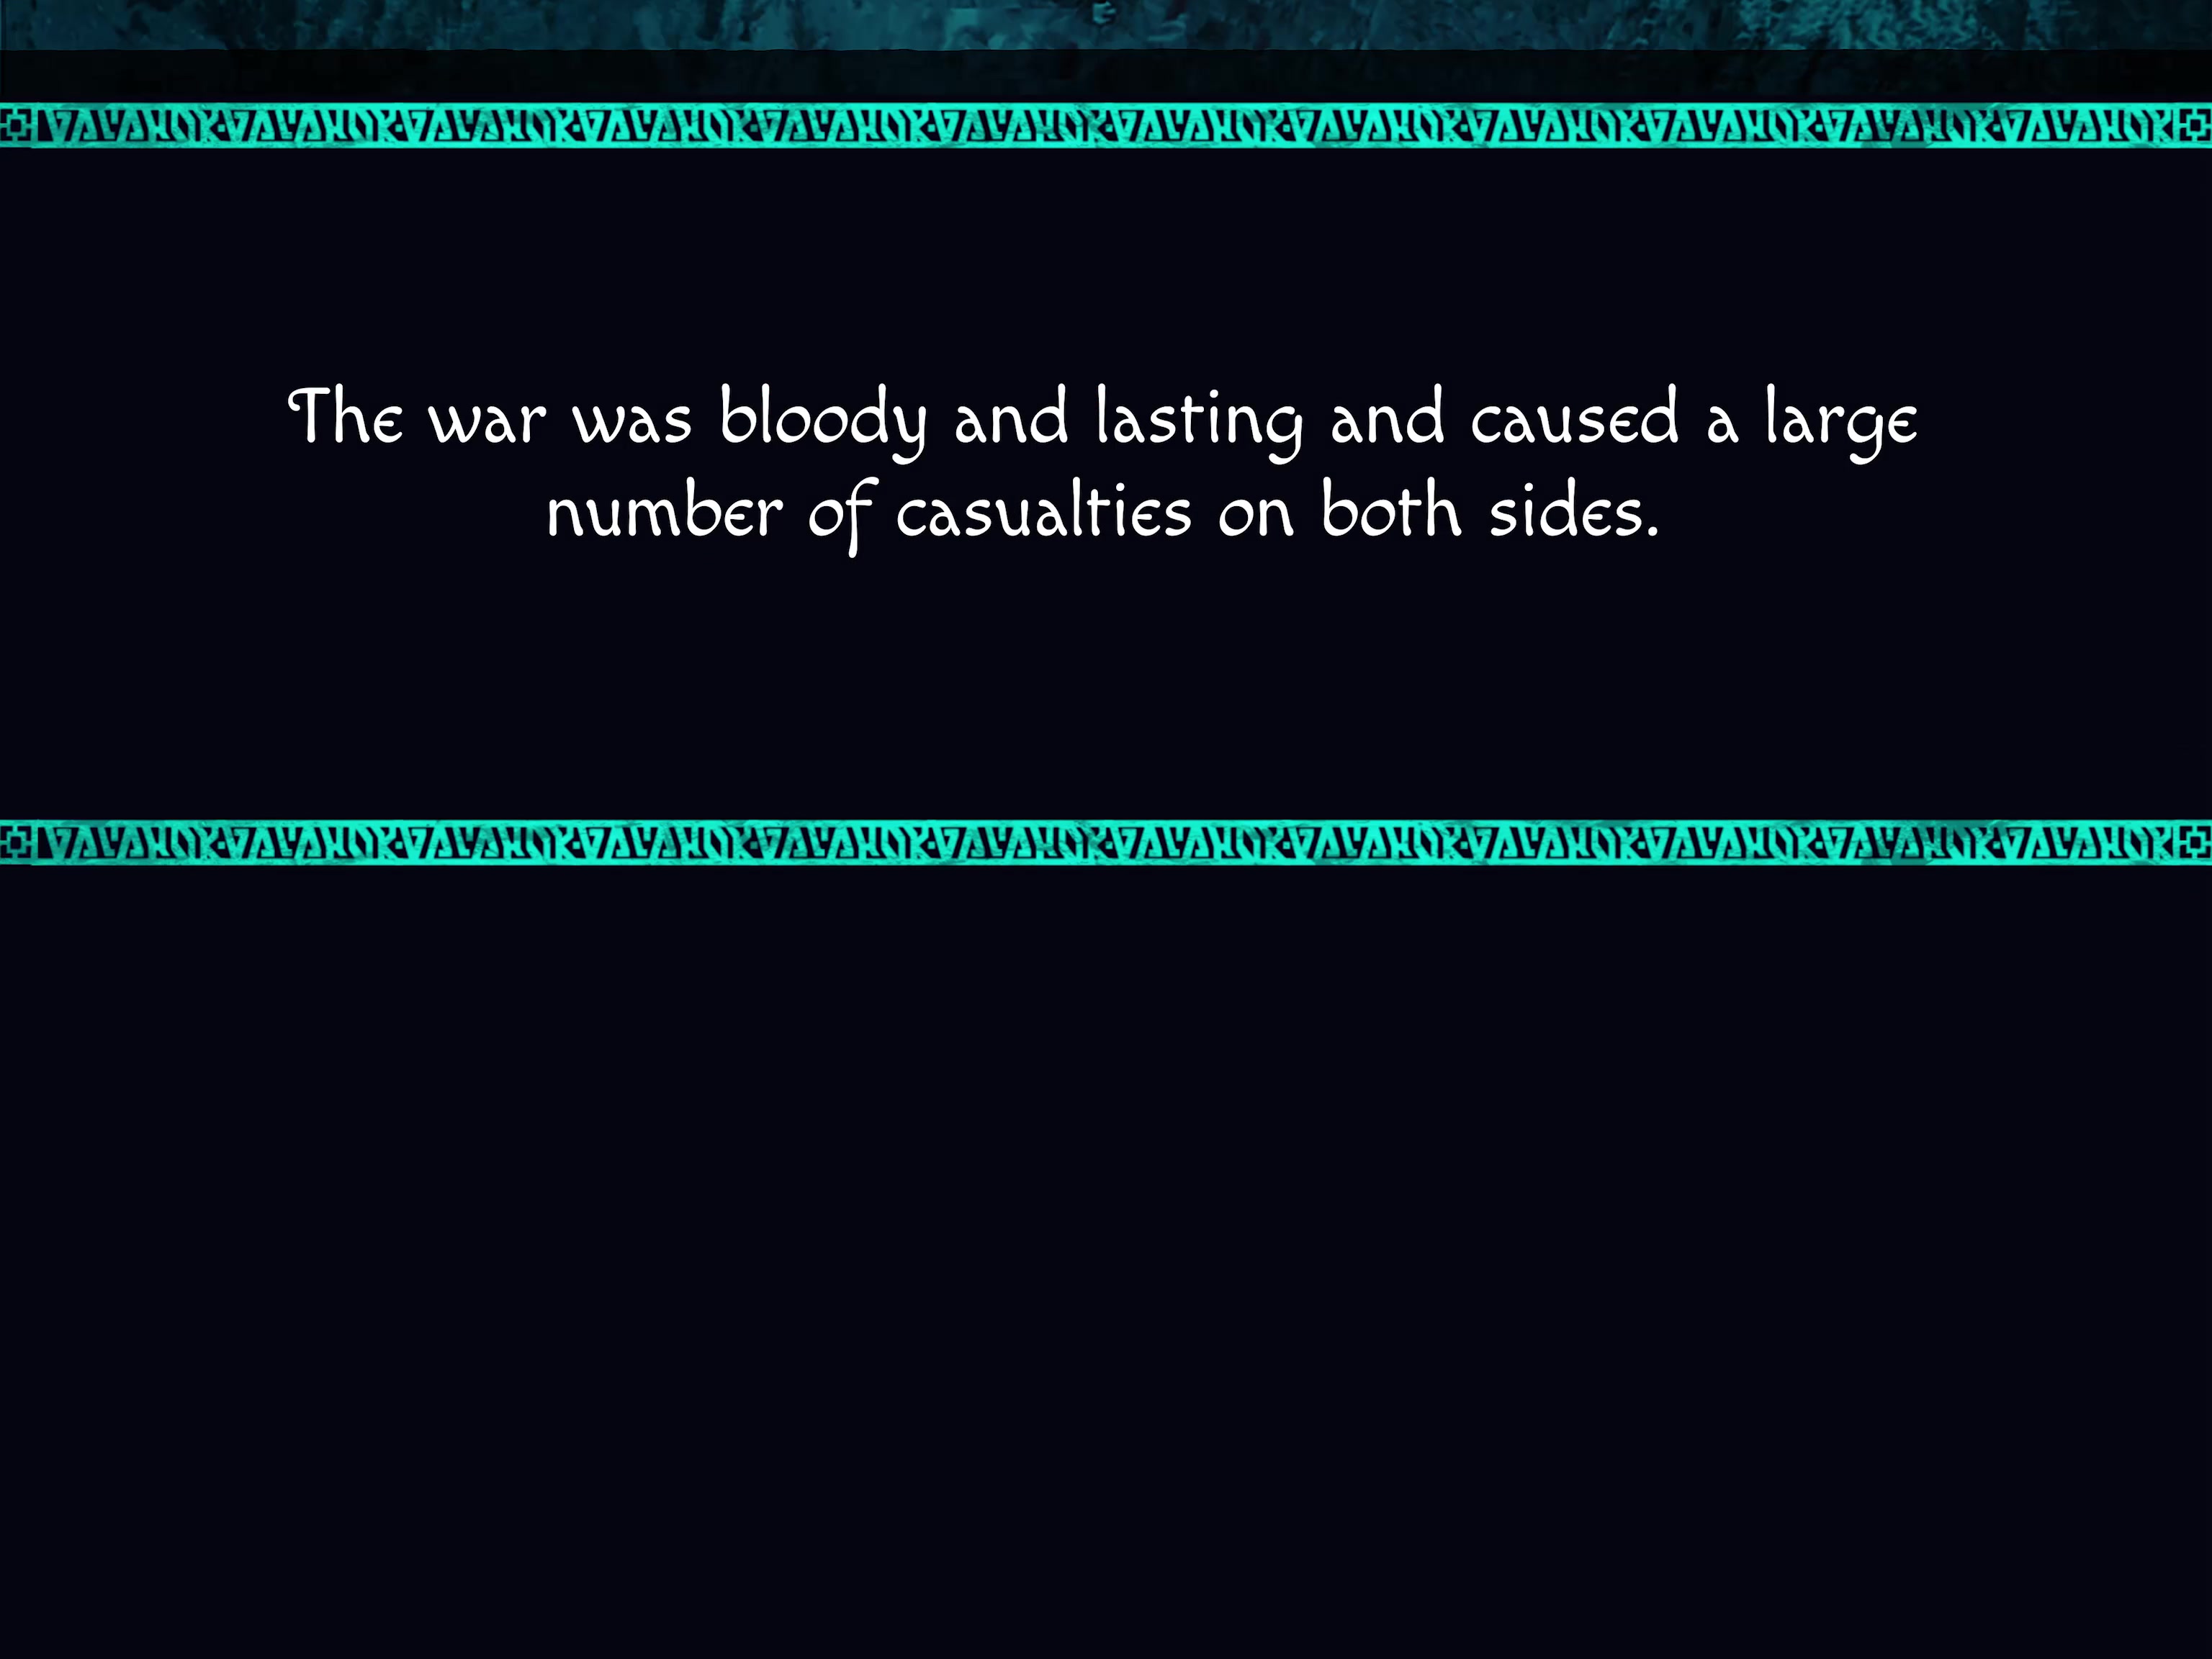 The war was bloody and lasting and caused a large
number of casualties on both sides.